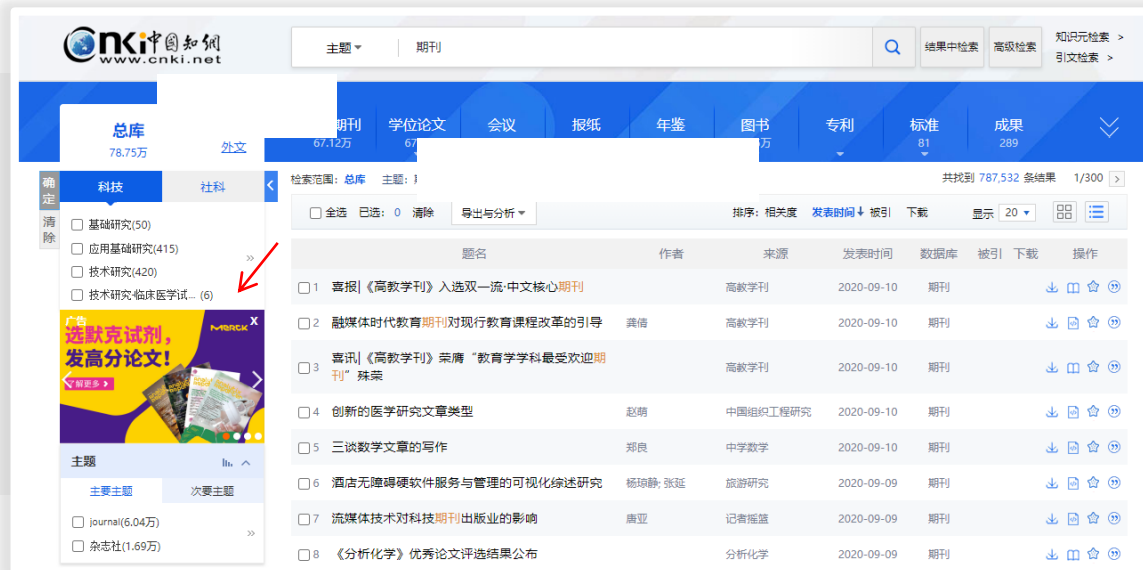 cnki中国知网
www.cnki.net
主题 期刊 结果中检索 高级检索 知识元检索 >
引文检索 >
总库 78.75万 外文
期刊 67.12万
学位论文
会议
报纸
年鉴
图书
专利
标准 81
成果 289
确定
清除
科技 社科
基础研究(50)
应用基础研究(415)
技术研究(420)
技术研究-临床医学试... (6)
广告
选默克试剂，
发高分论文！
了解更多
MERCK X
主题
主要主题 次要主题
journal(6.04万)
杂志社(1.69万)
检索范围：总库 主题： 共找到 787,532 条结果 1/300 >
全选 已选：0 清除 导出与分析 排序：相关度 发表时间↓ 被引 下载 显示 20
题名 作者 来源 发表时间 数据库 被引 下载 操作
1 喜报|《高教学刊》入选双一流·中文核心期刊 高教学刊 2020-09-10 期刊
2 融媒体时代教育期刊对现行教育课程改革的引导 龚倩 高教学刊 2020-09-10 期刊
3 喜讯|《高教学刊》荣膺“教育学学科最受欢迎期
刊”殊荣 高教学刊 2020-09-10 期刊
4 创新的医学研究文章类型 赵萌 中国组织工程研究 2020-09-10 期刊
5 三谈数学文章的写作 郑良 中学数学 2020-09-10 期刊
6 酒店无障碍硬软件服务与管理的可视化综述研究 杨琼静; 张延 旅游研究 2020-09-09 期刊
7 流媒体技术对科技期刊出版业的影响 唐亚 记者摇篮 2020-09-09 期刊
8 《分析化学》优秀论文评选结果公布 分析化学 2020-09-09 期刊